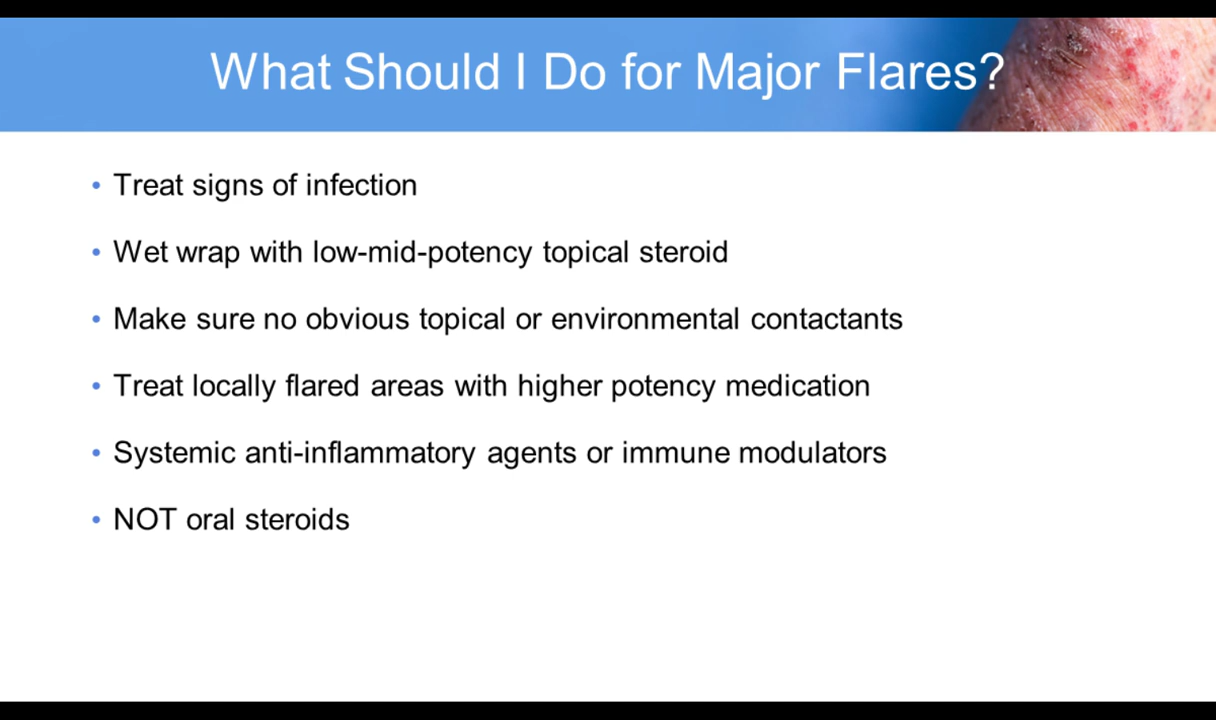 What Should I Do for Major Flares?
• Treat signs of infection
• Wet wrap with low-mid-potency topical steroid
• Make sure no obvious topical or environmental contactants
• Treat locally flared areas with higher potency medication
• Systemic anti-inflammatory agents or immune modulators
• NOT oral steroids